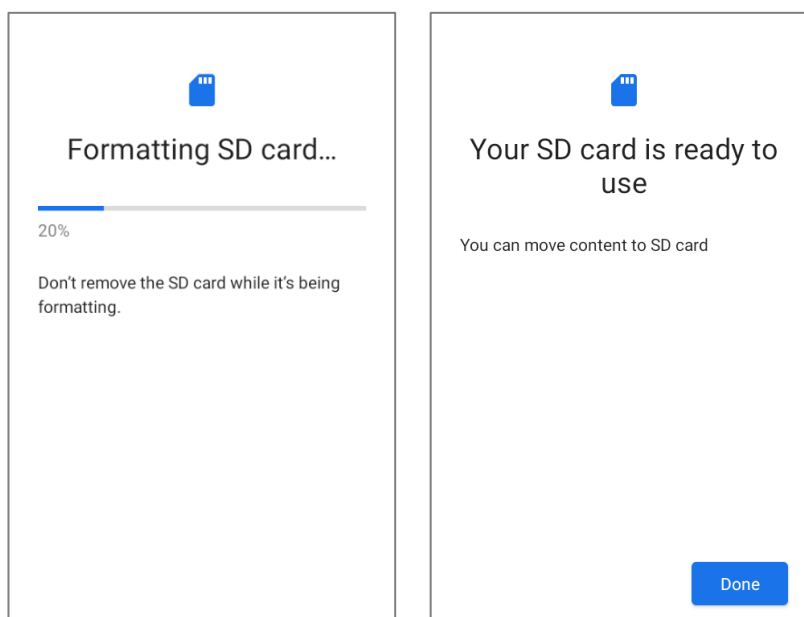 Formatting SD card...
20%
Don't remove the SD card while it's being
formatting.
Your SD card is ready to
use
You can move content to SD card
Done